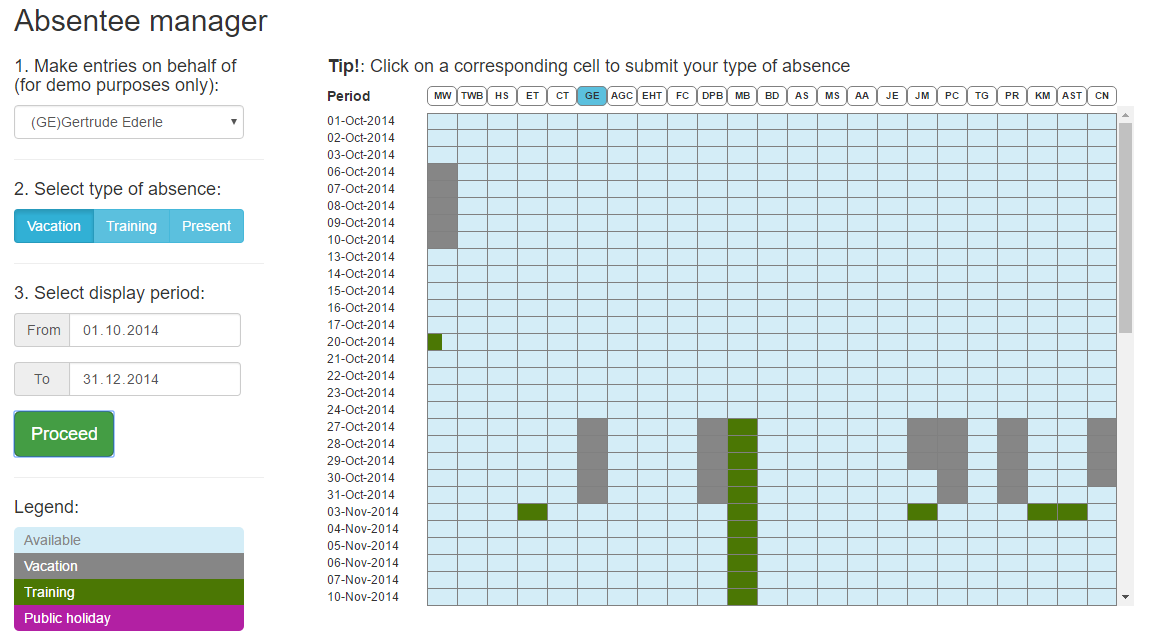 Absentee manager
1. Make entries on behalf of
(for demo purposes only):
(GE)Gertrude Ederle
2. Select type of absence:
Vacation Training Present
3. Select display period:
From 01.10.2014
To 31.12.2014
Proceed
Legend:
Available
Vacation
Training
Public holiday
Tip!: Click on a corresponding cell to submit your type of absence
Period MW TWB HS ET CT GE AGC EHT FC DPB MB BD AS MS AA JE JM PC TG PR KM AST CN
01-Oct-2014
02-Oct-2014
03-Oct-2014
06-Oct-2014
07-Oct-2014
08-Oct-2014
09-Oct-2014
10-Oct-2014
13-Oct-2014
14-Oct-2014
15-Oct-2014
16-Oct-2014
17-Oct-2014
20-Oct-2014
21-Oct-2014
22-Oct-2014
23-Oct-2014
24-Oct-2014
27-Oct-2014
28-Oct-2014
29-Oct-2014
30-Oct-2014
31-Oct-2014
03-Nov-2014
04-Nov-2014
05-Nov-2014
06-Nov-2014
07-Nov-2014
10-Nov-2014